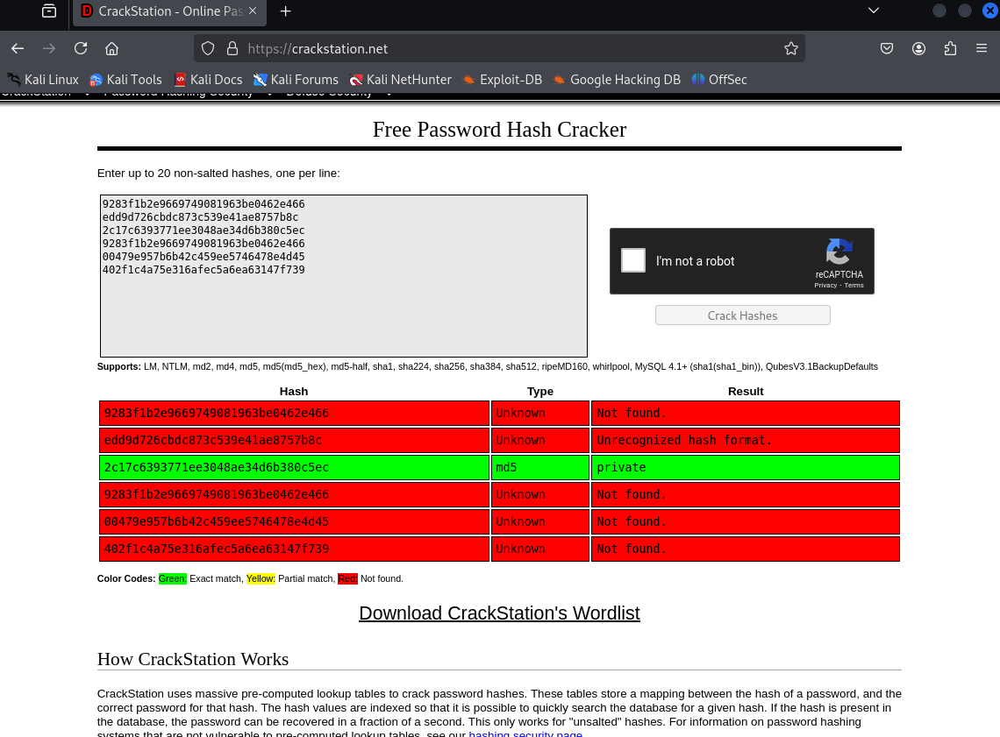 CrackStation - Online Pas
https://crackstation.net
Kali Linux Kali Tools Kali Docs Kali Forums Kali NetHunter Exploit-DB Google Hacking DB OffSec
CrackStation Password Hashing Security Defuse Security
Free Password Hash Cracker
Enter up to 20 non-salted hashes, one per line:
9283f1b2e9669749081963be0462e466
edd9d726cbdc873c539e41ae8757b8c
2c17c6393771ee3048ae34d6b380c5ec
9283f1b2e9669749081963be0462e466
00479e957b6b42c459ee5746478e4d45
402f1c4a75e316afec5a6ea63147f739
I'm not a robot
reCAPTCHA
Privacy - Terms
Crack Hashes
Supports: LM, NTLM, md2, md4, md5, md5(md5_hex), md5-half, sha1, sha224, sha256, sha384, sha512, ripeMD160, whirlpool, MySQL 4.1+ (sha1(sha1_bin)), QubesV3.1BackupDefaults
Hash Type Result
9283f1b2e9669749081963be0462e466 Unknown Not found.
edd9d726cbdc873c539e41ae8757b8c Unknown Unrecognized hash format.
2c17c6393771ee3048ae34d6b380c5ec md5 private
9283f1b2e9669749081963be0462e466 Unknown Not found.
00479e957b6b42c459ee5746478e4d45 Unknown Not found.
402f1c4a75e316afec5a6ea63147f739 Unknown Not found.
Color Codes: Green: Exact match, Yellow: Partial match, Red: Not found.
Download CrackStation's Wordlist
How CrackStation Works
CrackStation uses massive pre-computed lookup tables to crack password hashes. These tables store a mapping between the hash of a password, and the
correct password for that hash. The hash values are indexed so that it is possible to quickly search the database for a given hash. If the hash is present in
the database, the password can be recovered in a fraction of a second. This only works for "unsalted" hashes. For information on password hashing
systems that are not vulnerable to pre-computed lookup tables, see our hashing security page.